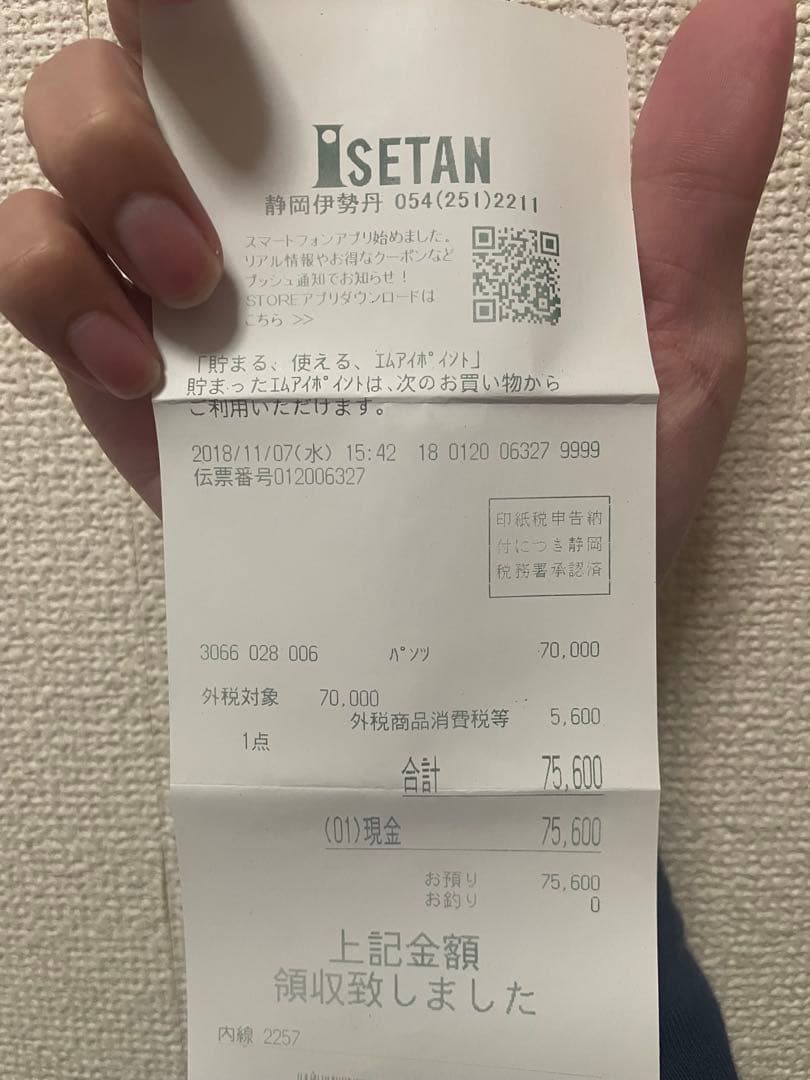 ISETAN
静岡伊勢丹 054(251)2211
スマートフォンアプリ始めました。
リアル情報やお得なクーポンなど
プッシュ通知でお知らせ！
STOREアプリダウンロードは
こちら >>
「貯まる、使える、ｴﾑｱｲﾎﾟｲﾝﾄ」
貯まったｴﾑｱｲﾎﾟｲﾝﾄは、次のお買い物から
ご利用いただけます。
2018/11/07(水) 15:42 18 0120 06327 9999
伝票番号012006327
印紙税申告納
付につき静岡
税務署承認済
3066 028 006 ﾊﾟﾝﾂ 70,000
外税対象 70,000
外税商品消費税等 5,600
1点
合計 75,600
(01)現金 75,600
お預り 75,600
お釣り 0
上記金額
領収致しました
内線 2257